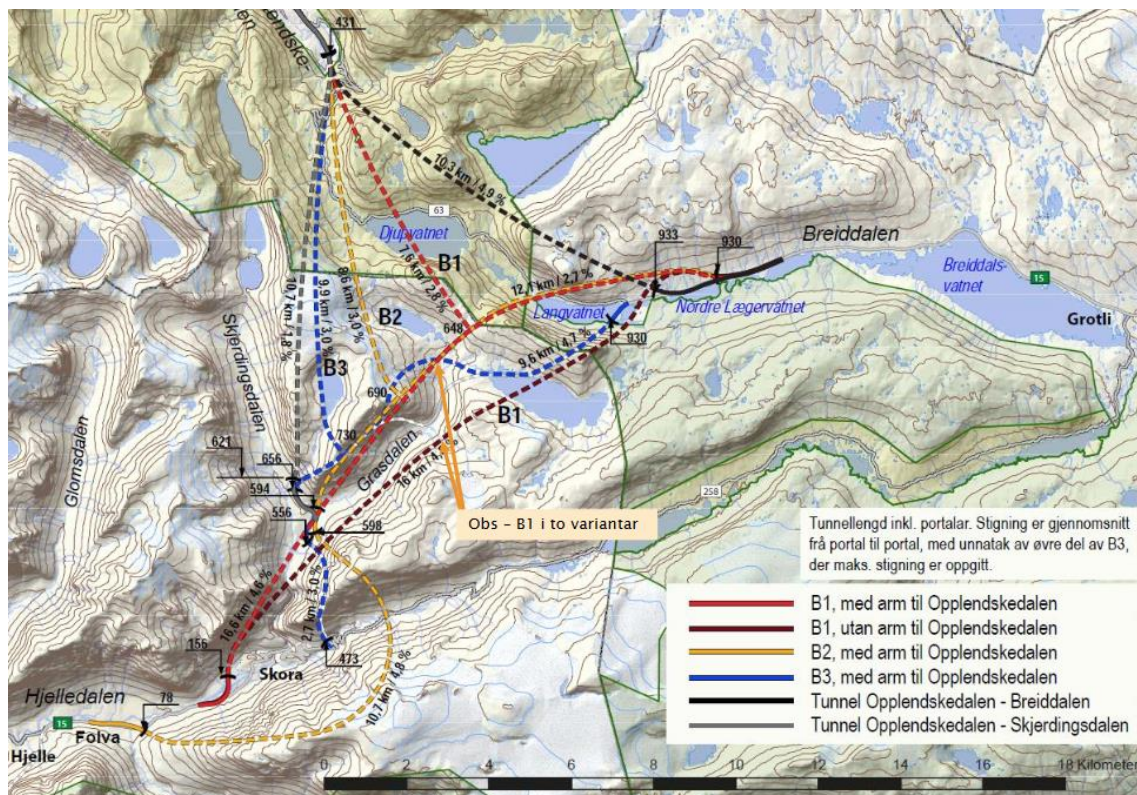 431
10,3 km / 4,9 %
63
Djupvatnet
B1
7,6 km / 2,8 %
933
930
Breiddalen
Breiddals-
vatnet
15
Grotli
12,1 km / 2,7 %
Langvatnet
Nordre Lægervatnet
930
8,6 km / 3,0 %
9,9 km / 3,0 %
10,7 km / 1,8 %
648
B2
B3
9,6 km / 4,1 %
Skjerdingsdalen
690
B1
730
Glomsdalen
621
656
Grasdalen
594
556
598
258
Obs – B1 i to variantar
16,6 km / 4,6 %
2,7 km / 3,0 %
156
Skora
473
Hjelledalen
78
10,7 km / 4,8 %
15
Folva
Hjelle
Tunnellengd inkl. portalar. Stigning er gjennomsnitt
frå portal til portal, med unnatak av øvre del av B3,
der maks. stigning er oppgitt.
B1, med arm til Opplendskedalen
B1, utan arm til Opplendskedalen
B2, med arm til Opplendskedalen
B3, med arm til Opplendskedalen
Tunnel Opplendskedalen - Breiddalen
Tunnel Opplendskedalen - Skjerdingsdalen
0 2 4 6 8 10 12 14 16 18 Kilometer